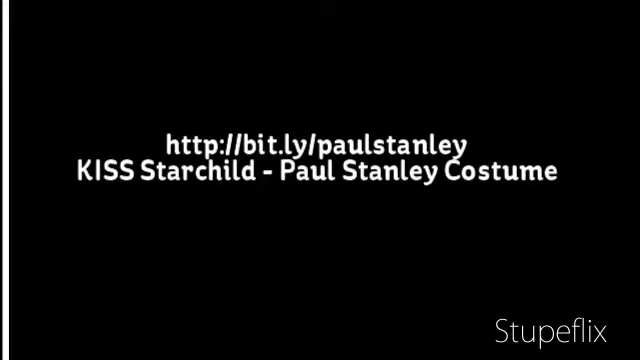 http://bit.ly/paulstanley
KISS Starchild - Paul Stanley Costume
Stupeflix